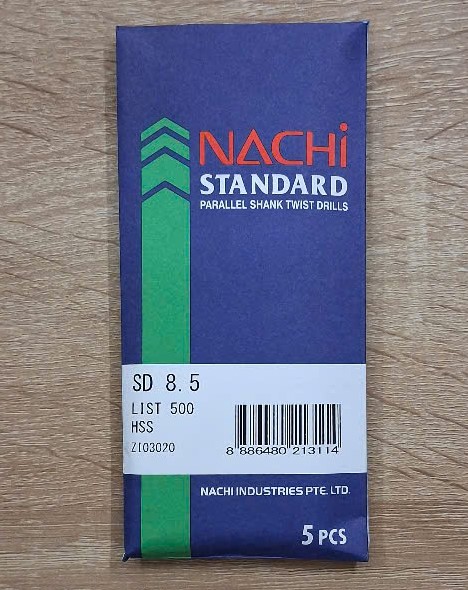 NACHi
STANDARD
PARALLEL SHANK TWIST DRILLS
SD 8.5
LIST 500
HSS
ZI03020
8 886480 213114
NACHI INDUSTRIES PTE. LTD.
5 PCS